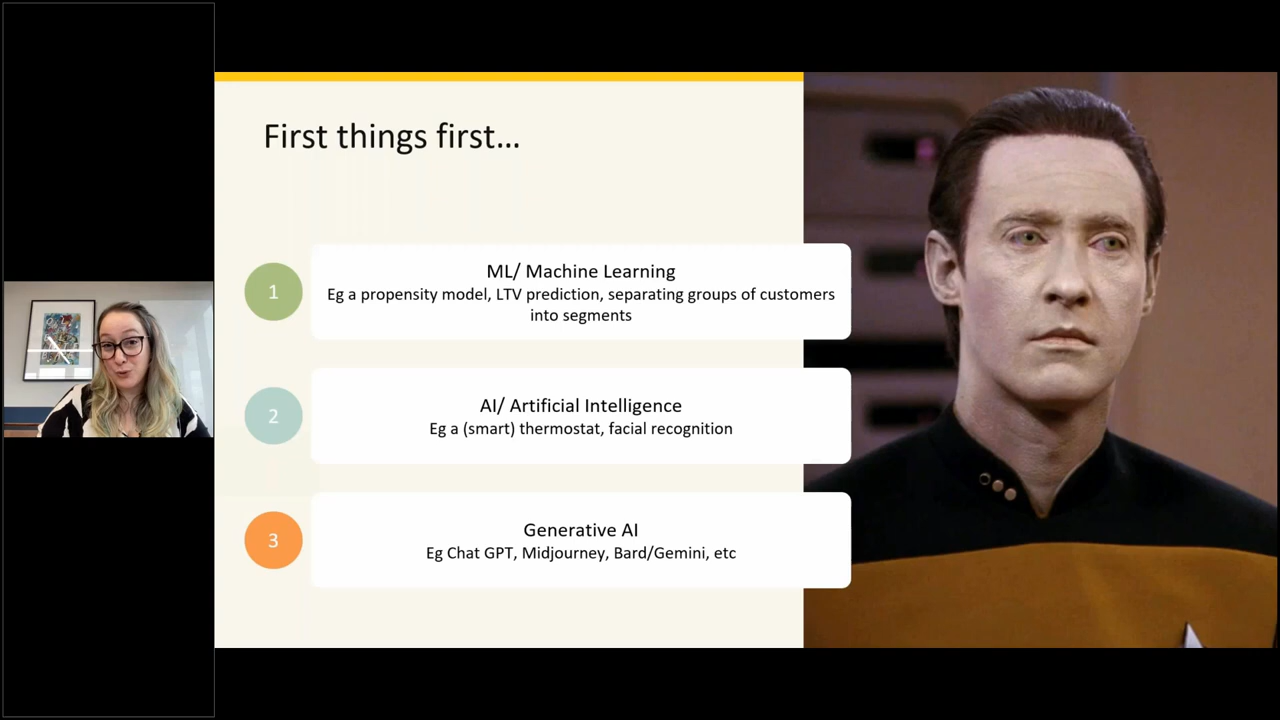 First things first…
1
ML/ Machine Learning
Eg a propensity model, LTV prediction, separating groups of customers
into segments
2
AI/ Artificial Intelligence
Eg a (smart) thermostat, facial recognition
3
Generative AI
Eg Chat GPT, Midjourney, Bard/Gemini, etc